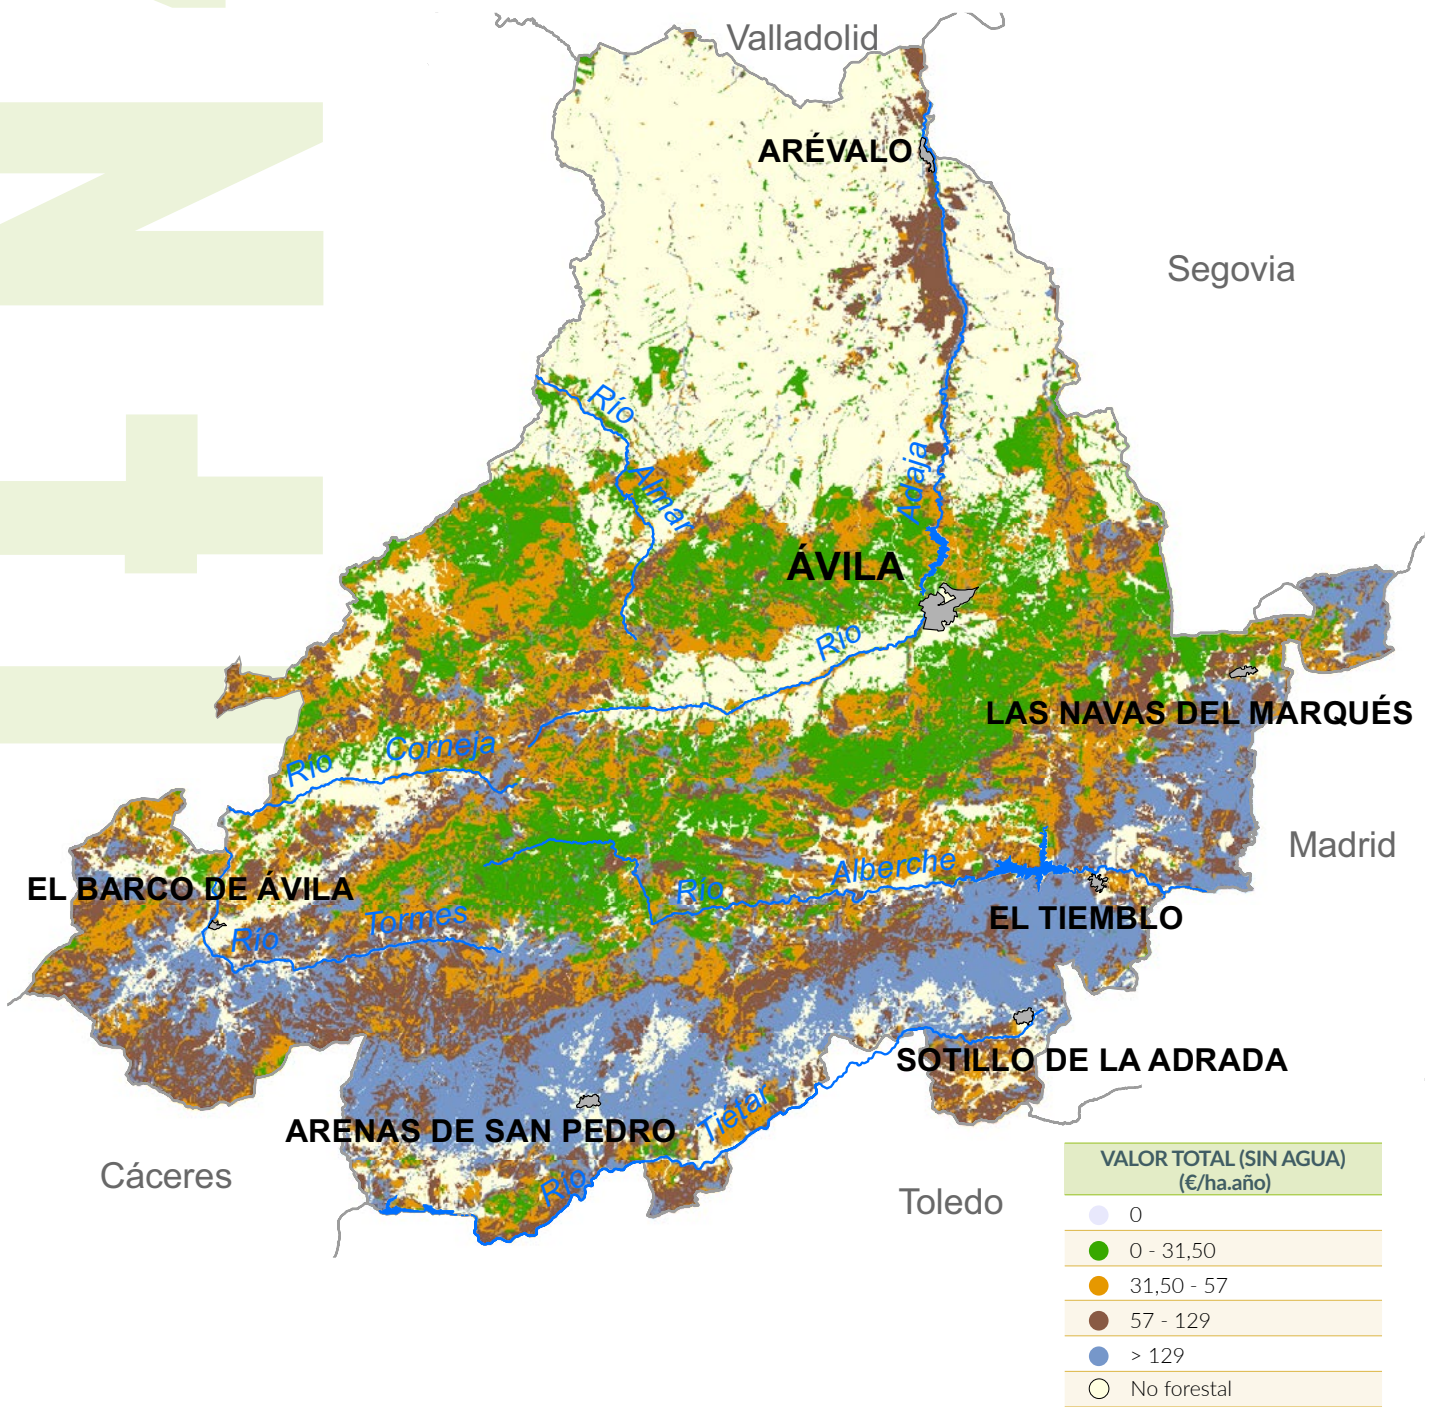 Valladolid
ARÉVALO
Segovia
Río
Almar
Adaja
ÁVILA
Río
LAS NAVAS DEL MARQUÉS
Río Corneja
Madrid
EL BARCO DE ÁVILA
Río Alberche
EL TIEMBLO
Río Tormes
SOTILLO DE LA ADRADA
ARENAS DE SAN PEDRO
Río Tiétar
Cáceres
Toledo
VALOR TOTAL (SIN AGUA)
(€/ha.año)
0
0 - 31,50
31,50 - 57
57 - 129
> 129
No forestal